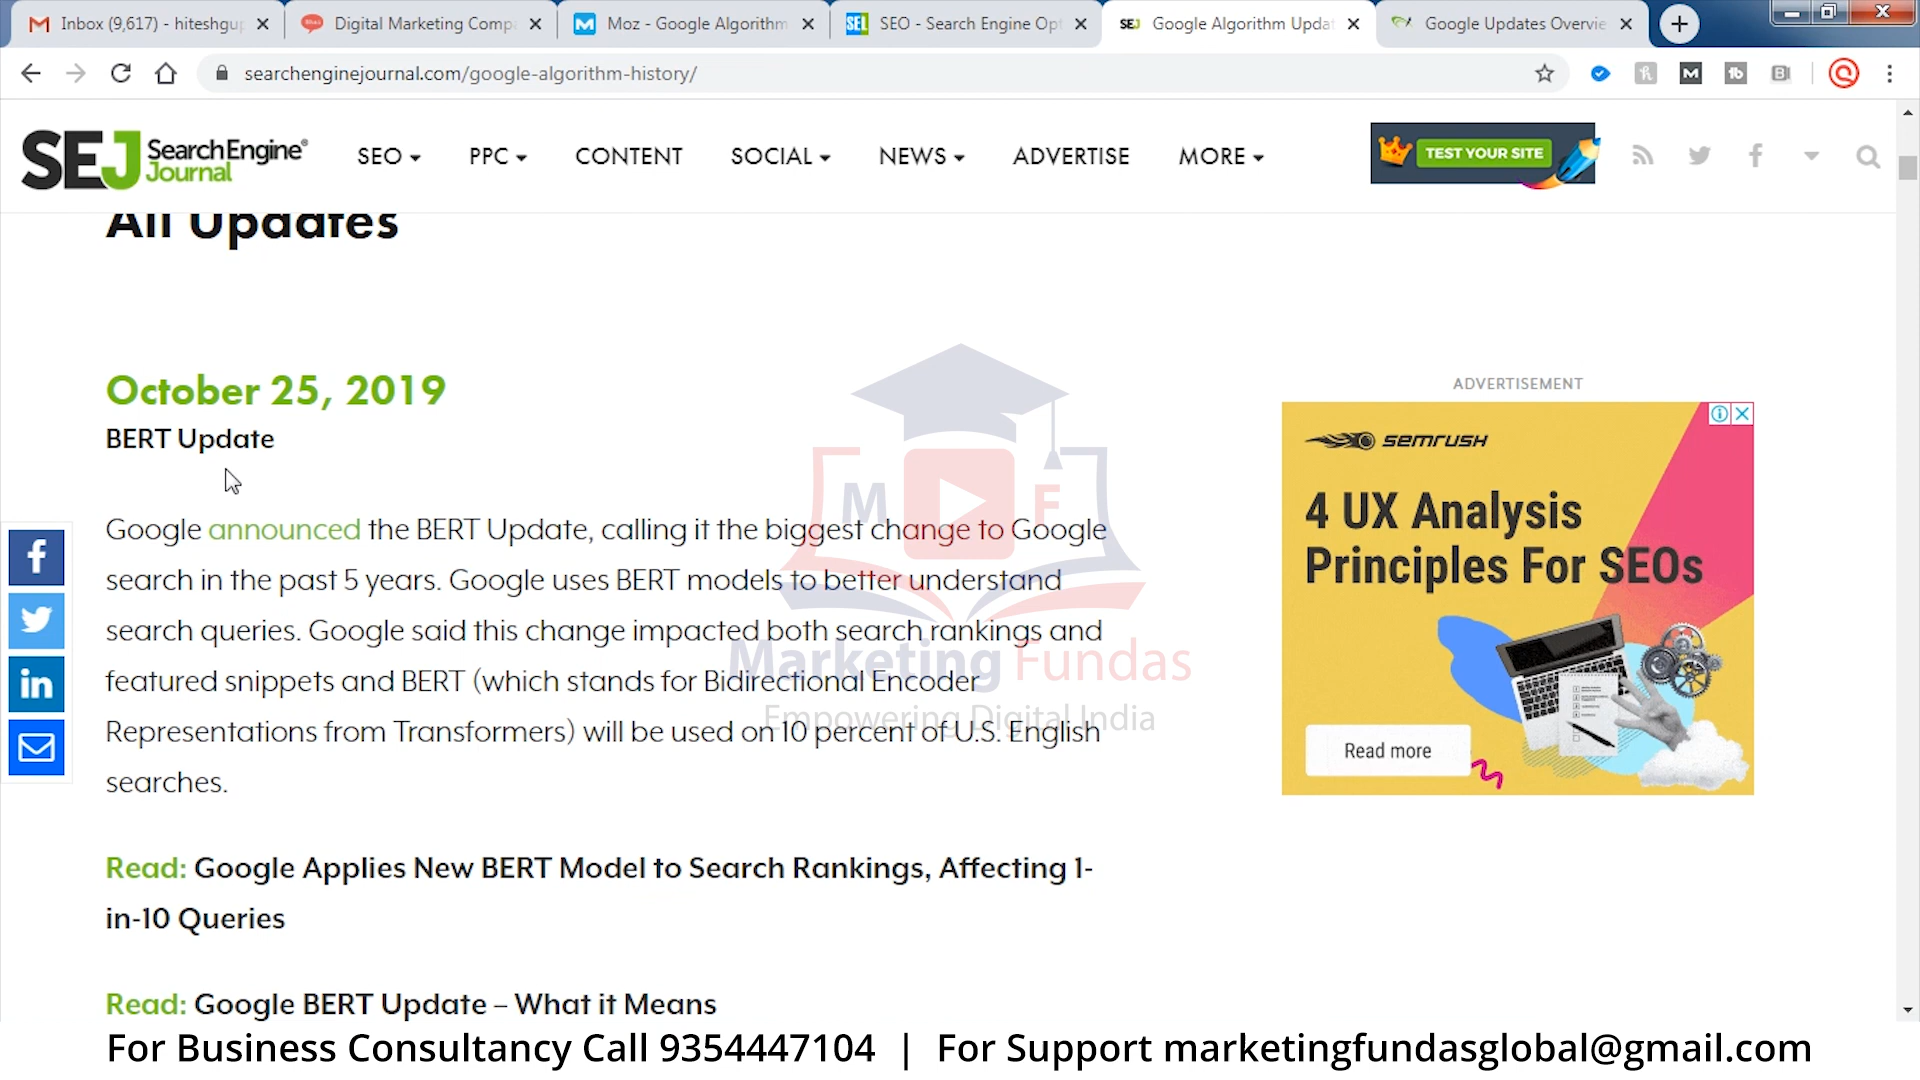 Inbox (9,617) - hiteshgup
Digital Marketing Comp
Moz - Google Algorithm
SEL
SEO - Search Engine Opt
SEJ
Google Algorithm Updat
Google Updates Overvie
searchenginejournal.com/google-algorithm-history/
SEJ SearchEngine® Journal
SEO
PPC
CONTENT
SOCIAL
NEWS
ADVERTISE
MORE
TEST YOUR SITE
All Updates
October 25, 2019
BERT Update
Google announced the BERT Update, calling it the biggest change to Google
search in the past 5 years. Google uses BERT models to better understand
search queries. Google said this change impacted both search rankings and
featured snippets and BERT (which stands for Bidirectional Encoder
Representations from Transformers) will be used on 10 percent of U.S. English
searches.
Read: Google Applies New BERT Model to Search Rankings, Affecting 1-
in-10 Queries
Read: Google BERT Update – What it Means
M F
Marketing Fundas
Empowering Digital India
ADVERTISEMENT
semrush
4 UX Analysis
Principles For SEOs
Read more
For Business Consultancy Call 9354447104 | For Support marketingfundasglobal@gmail.com